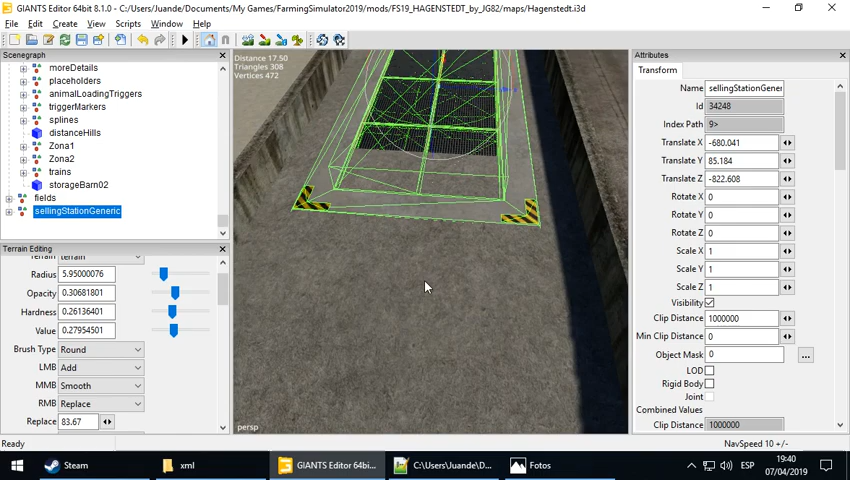 GIANTS Editor 64bit 8.1.0 - C:/Users/Juande/Documents/My Games/FarmingSimulator2019/mods/FS19_HAGENSTEDT_by_JG82/maps/Hagenstedt.i3d
File Edit Create View Scripts Window Help
Scenegraph
moreDetails
placeholders
animalLoadingTriggers
triggerMarkers
splines
distanceHills
Zona1
Zona2
trains
storageBarn02
fields
sellingStationGeneric
Terrain Editing
terrain
Radius 5.95000076
Opacity 0.30681801
Hardness 0.26136401
Value 0.27954501
Brush Type Round
LMB Add
MMB Smooth
RMB Replace
Replace 83.67
Distance 17.50
Triangles 308
Vertices 472
persp
Attributes
Transform
Name sellingStationGener
Id 34248
Index Path 9>
Translate X -680.041
Translate Y 85.184
Translate Z -822.608
Rotate X 0
Rotate Y 0
Rotate Z 0
Scale X 1
Scale Y 1
Scale Z 1
Visibility
Clip Distance 1000000
Min Clip Distance 0
Object Mask 0 ...
LOD
Rigid Body
Joint
Combined Values
Clip Distance 1000000
Ready
NavSpeed 10 +/-
Steam
xml
GIANTS Editor 64bi...
C:\Users\Juande\D...
Fotos
ESP
19:40
07/04/2019